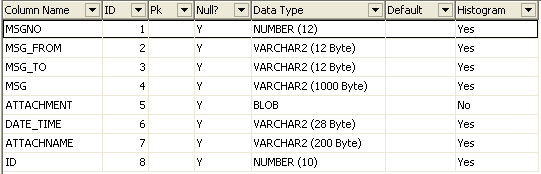 Column Name ID Pk Null? Data Type Default Histogram
MSGNO 1 Y NUMBER (12) Yes
MSG_FROM 2 Y VARCHAR2 (12 Byte) Yes
MSG_TO 3 Y VARCHAR2 (12 Byte) Yes
MSG 4 Y VARCHAR2 (1000 Byte) Yes
ATTACHMENT 5 Y BLOB No
DATE_TIME 6 Y VARCHAR2 (28 Byte) Yes
ATTACHNAME 7 Y VARCHAR2 (200 Byte) Yes
ID 8 Y NUMBER (10) Yes